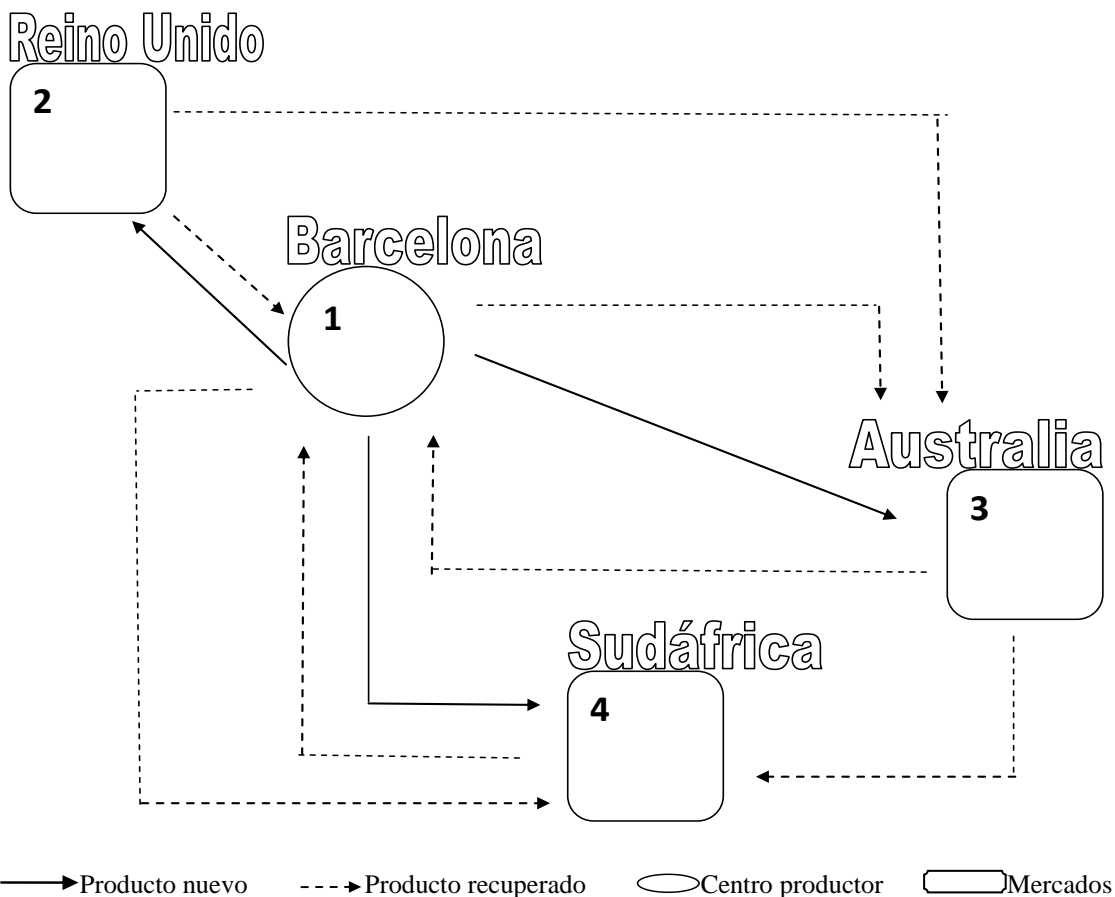 Reino Unido
2
Barcelona
1
Australia
3
Sudáfrica
4
Producto nuevo Producto recuperado Centro productor Mercados